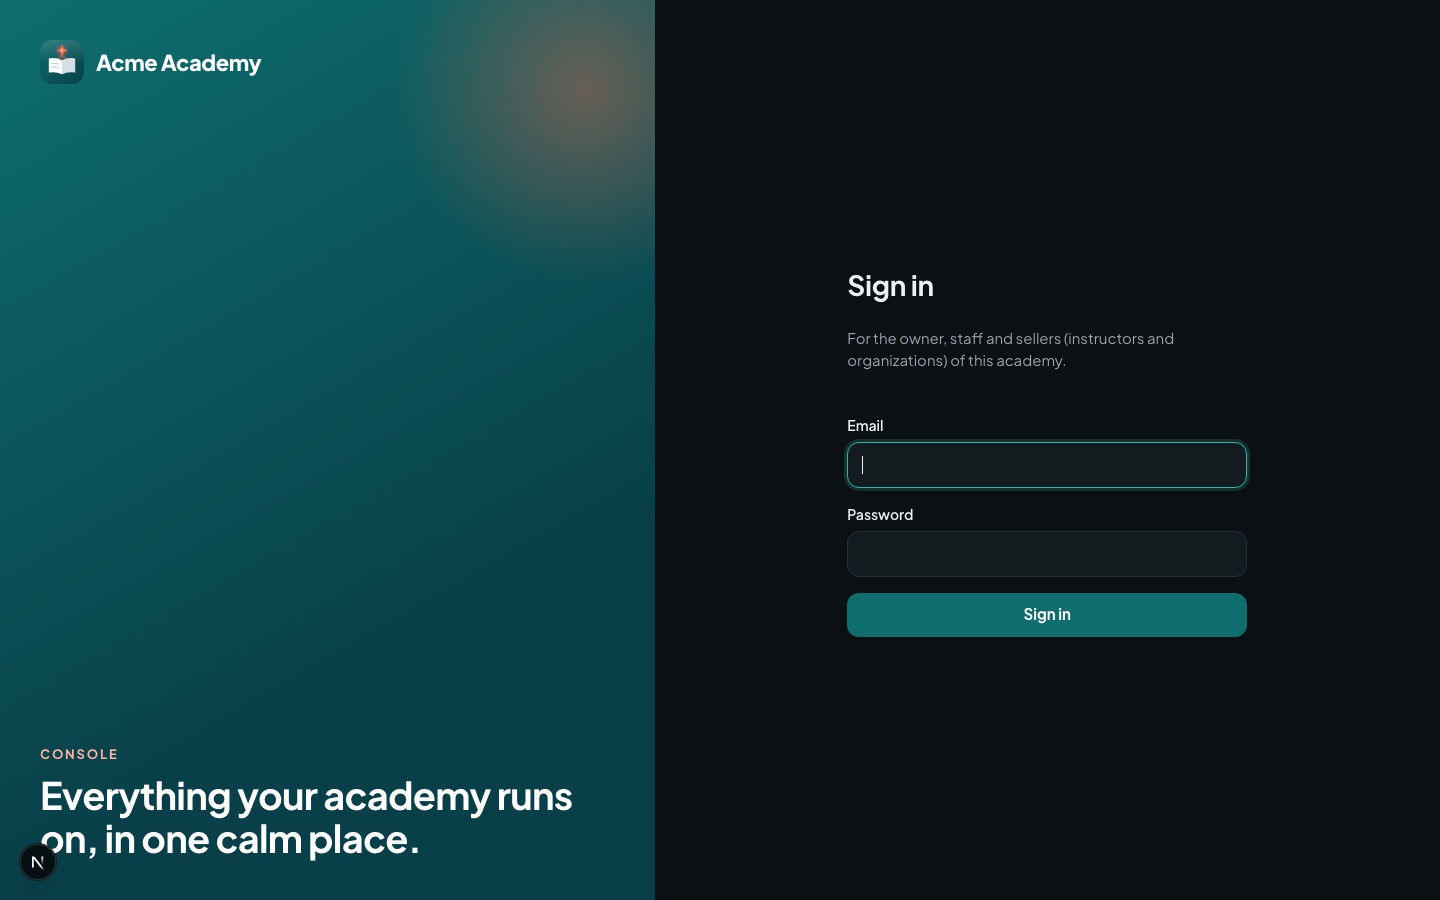 Acme Academy
CONSOLE
Everything your academy runs
on, in one calm place.
N
Sign in
For the owner, staff and sellers (instructors and
organizations) of this academy.
Email
Password
Sign in